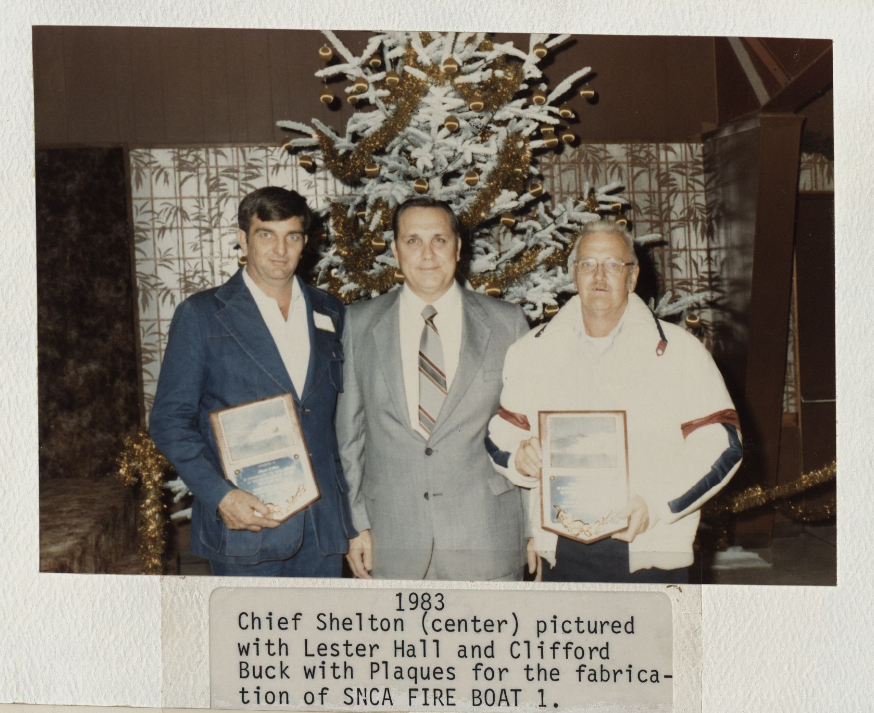 1983
Chief Shelton (center) pictured
with Lester Hall and Clifford
Buck with Plaques for the fabrica-
tion of SNCA FIRE BOAT 1.